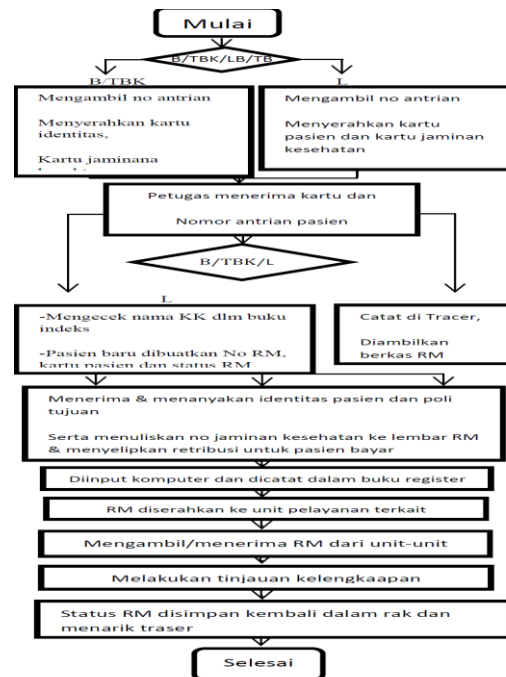 Mulai
B/TBK/LB/TB
B/TBK
L
Mengambil no antrian
Menyerahkan kartu
identitas,
Kartu jaminana
Mengambil no antrian
Menyerahkan kartu
pasien dan kartu jaminan
kesehatan
Petugas menerima kartu dan
Nomor antrian pasien
B/TBK/L
L
-Mengecek nama KK dlm buku
indeks
-Pasien baru dibuatkan No RM,
kartu pasien dan status RM
Catat di Tracer,
Diambilkan
berkas RM
Menerima & menanyakan identitas pasien dan poli
tujuan
Serta menuliskan no jaminan kesehatan ke lembar RM
& menyelipkan retribusi untuk pasien bayar
Diinput komputer dan dicatat dalam buku register
RM diserahkan ke unit pelayanan terkait
Mengambil/menerima RM dari unit-unit
Melakukan tinjauan kelengkaapan
Status RM disimpan kembali dalam rak dan
menarik traser
Selesai